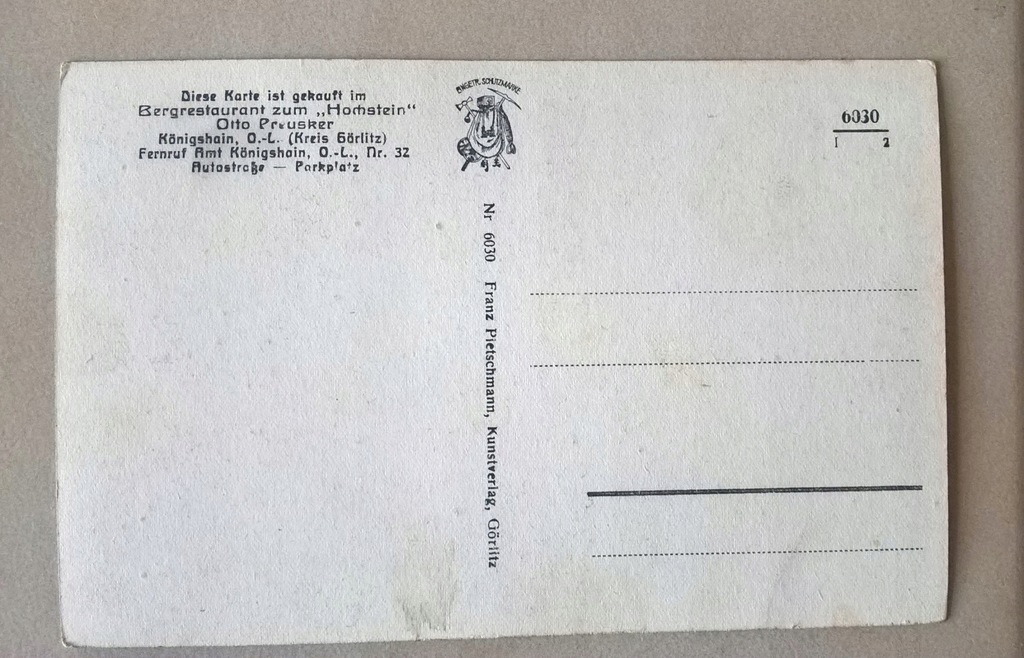 Diese Karte ist gekauft im
Bergrestaurant zum „Hochstein“
Otto Preusker
Königshain, O.-L. (Kreis Görlitz)
Fernruf Amt Königshain, O.-L., Nr. 32
Autostraße — Parkplatz
EINGETR. SCHUTZMARKE
6030
1 2
Nr 6030 Franz Pietschmann, Kunstverlag, Görlitz